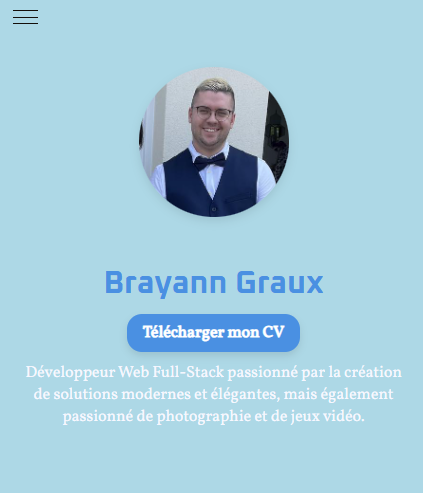 Brayann Graux
Télécharger mon CV
Développeur Web Full-Stack passionné par la création
de solutions modernes et élégantes, mais également
passionné de photographie et de jeux vidéo.